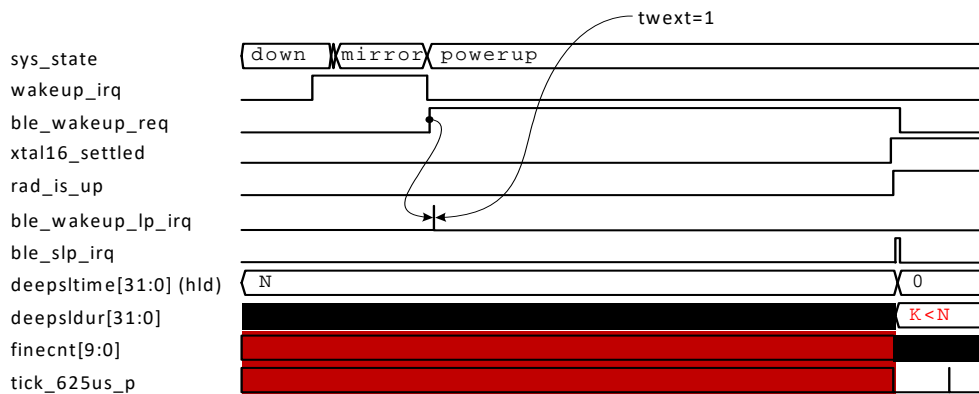 twext=1
sys_state down mirror powerup
wakeup_irq
ble_wakeup_req
xtal16_settled
rad_is_up
ble_wakeup_lp_irq
ble_slp_irq
deepsltime[31:0] (hld) N 0
deepsldur[31:0] K<N
finecnt[9:0]
tick_625us_p